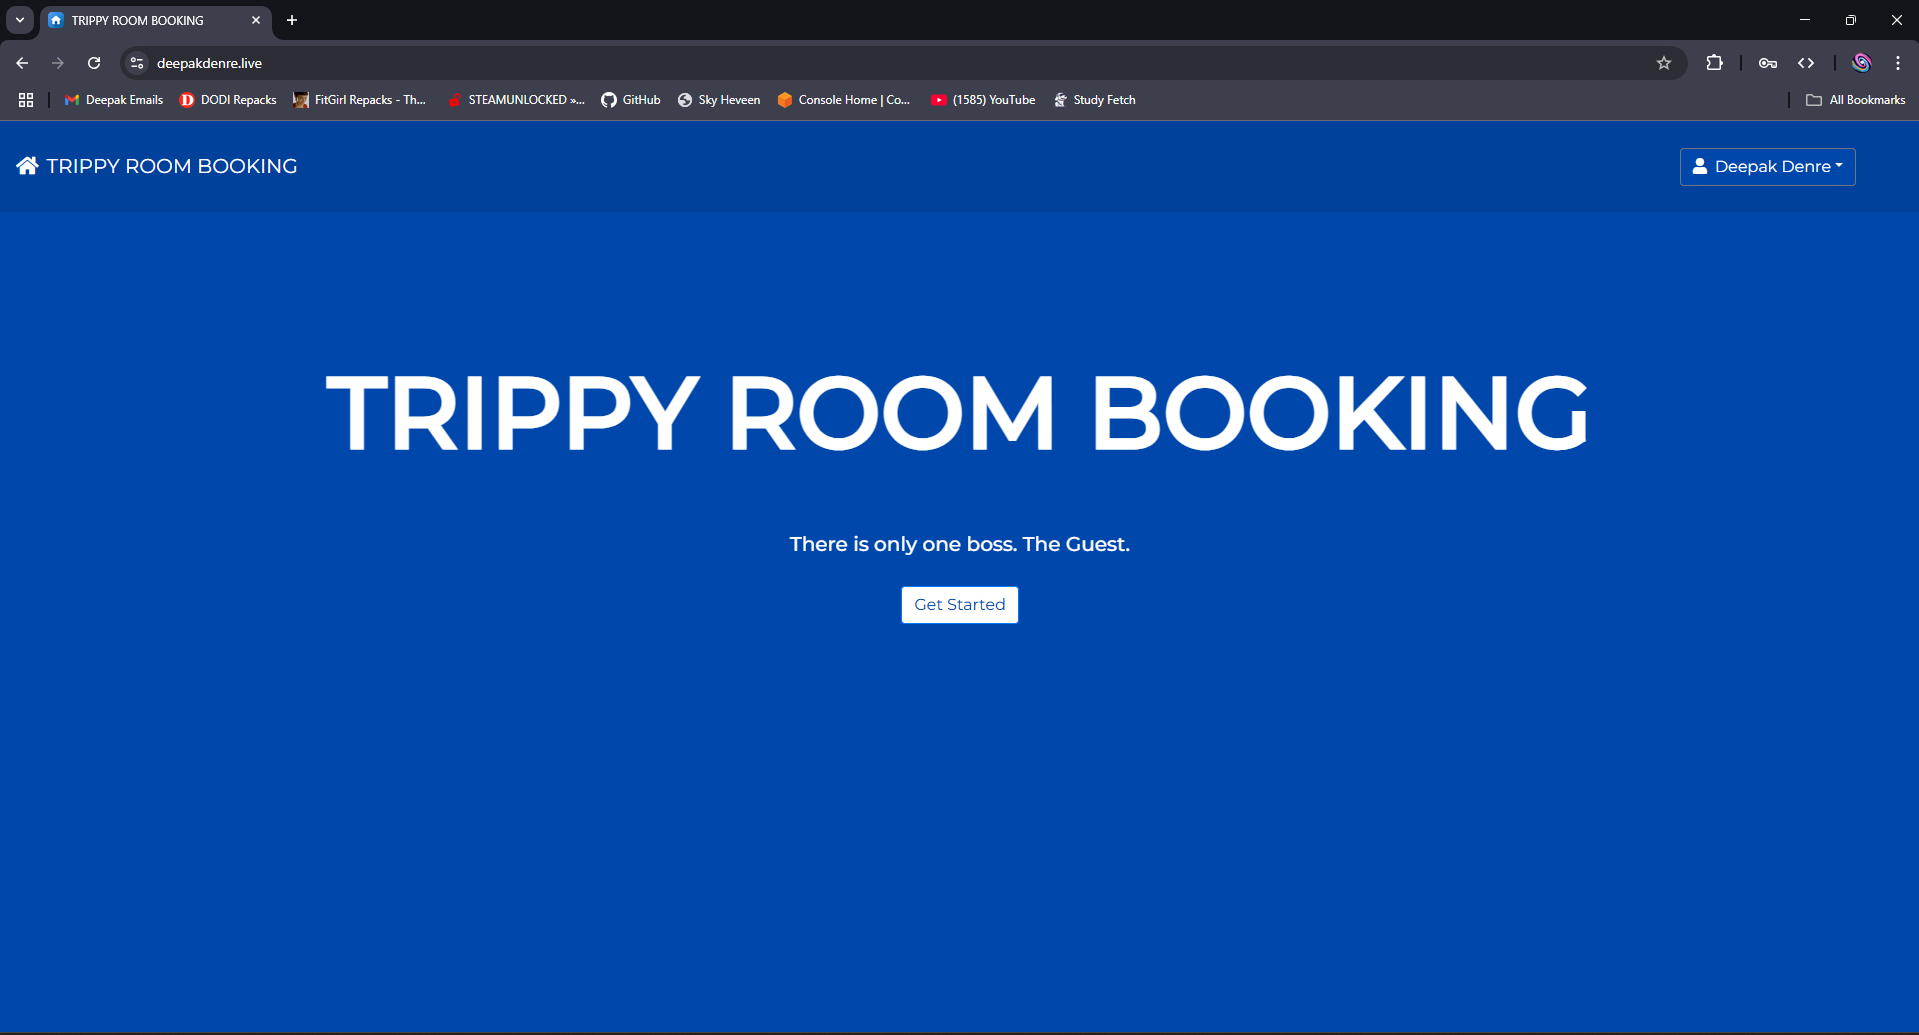 TRIPPY ROOM BOOKING
deepakdenre.live
Deepak Emails
DODI Repacks
FitGirl Repacks - Th...
STEAMUNLOCKED »...
GitHub
Sky Heveen
Console Home | Co...
(1585) YouTube
Study Fetch
All Bookmarks
TRIPPY ROOM BOOKING
Deepak Denre
TRIPPY ROOM BOOKING
There is only one boss. The Guest.
Get Started